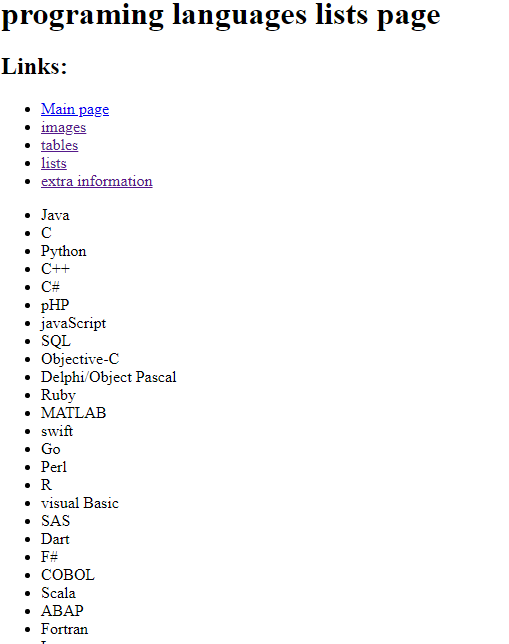 programing languages lists page
Links:
Main page
images
tables
lists
extra information
Java
C
Python
C++
C#
pHP
javaScript
SQL
Objective-C
Delphi/Object Pascal
Ruby
MATLAB
swift
Go
Perl
R
visual Basic
SAS
Dart
F#
COBOL
Scala
ABAP
Fortran